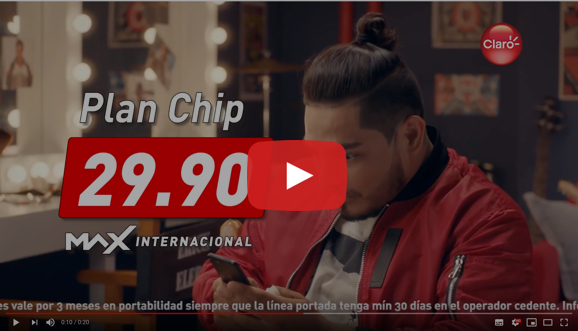 Claro-
Plan Chip
29.90
MAX INTERNACIONAL
es vale por 3 meses en portabilidad siempre que la línea portada tenga mín 30 días en el operador cedente. Inf
0:10 / 0:20